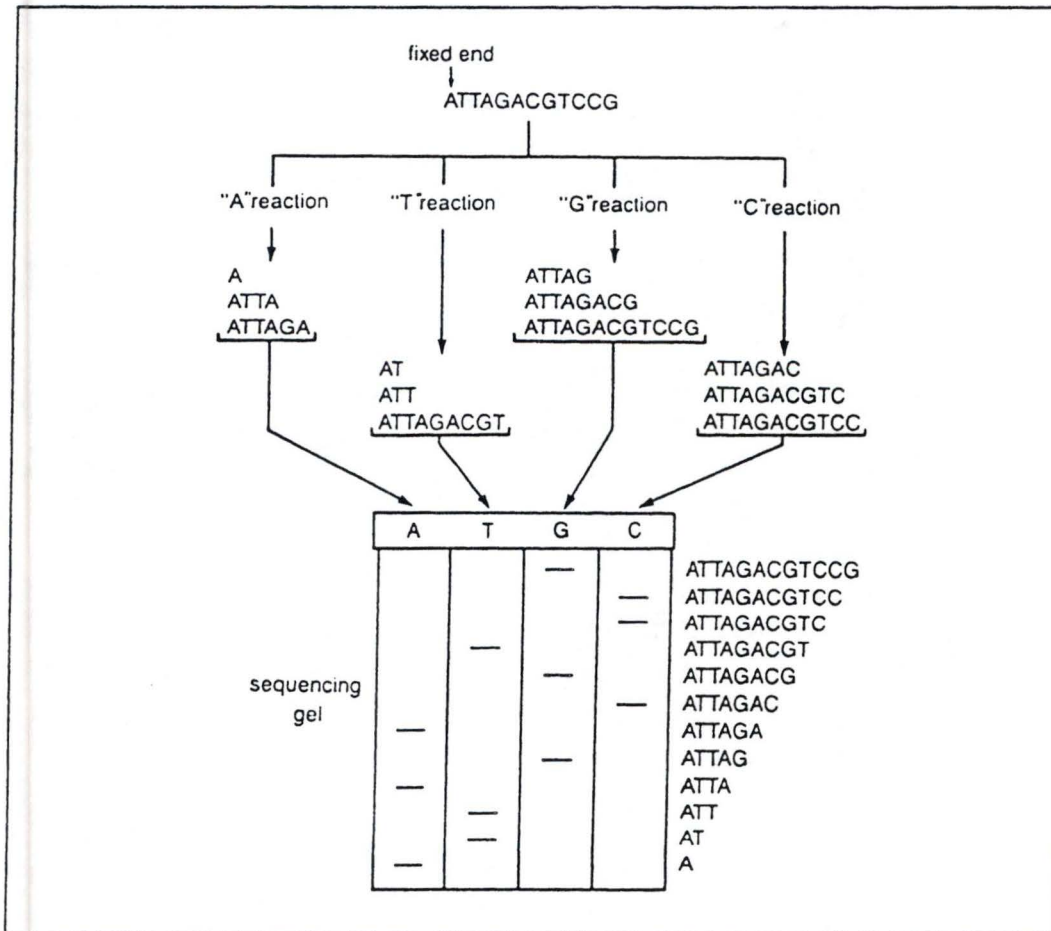 fixed end
ATTAGACGTCCG
"A" reaction
"T" reaction
"G" reaction
"C" reaction
A
ATTA
ATTAGA
ATTAG
ATTAGACG
ATTAGACGTCCG
AT
ATT
ATTAGACGT
ATTAGAC
ATTAGACGTC
ATTAGACGTCC
A T G C
ATTAGACGTCCG
ATTAGACGTCC
ATTAGACGTC
ATTAGACGT
ATTAGACG
ATTAGAC
ATTAGA
ATTAG
ATTA
ATT
AT
A
sequencing
gel